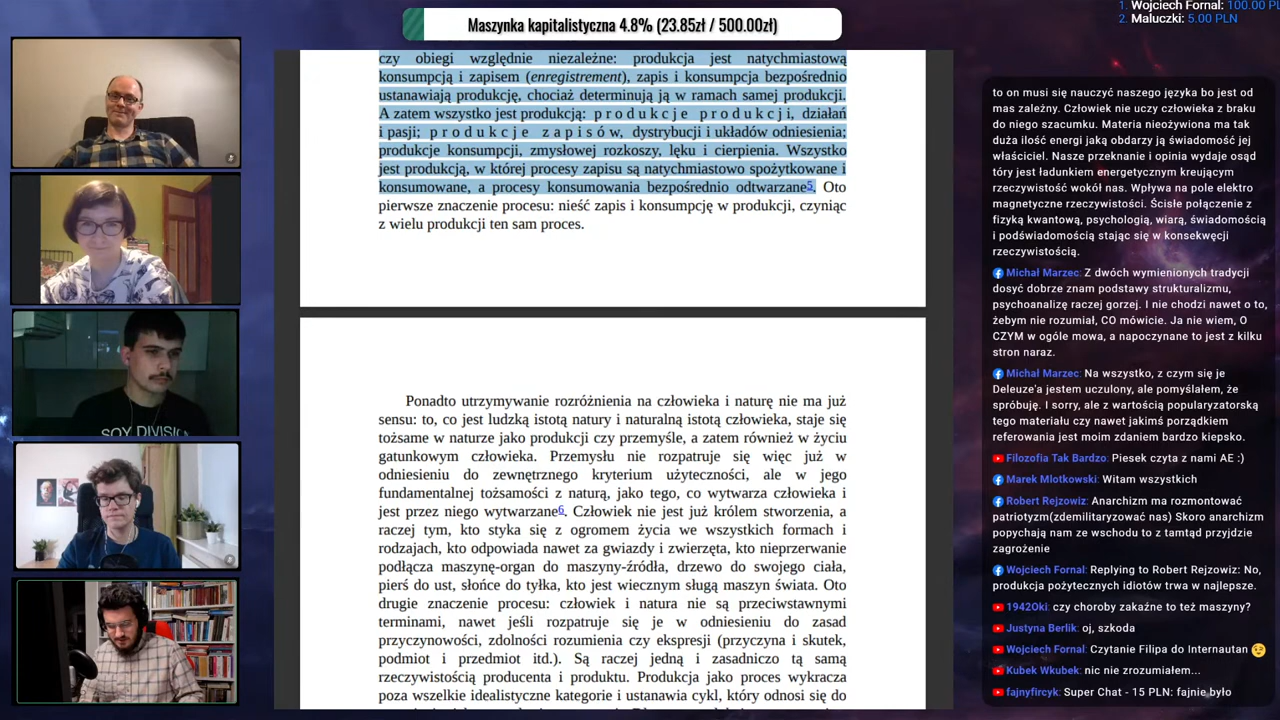 Maszynka kapitalistyczna 4.8% (23.85zł / 500.00zł)
1. Wojciech Fornal: 100.00
2. Maluczki: 5.00 PLN
czy obiegi względnie niezależne: produkcja jest natychmiastową
konsumpcją i zapisem (enregistrement), zapis i konsumpcja bezpośrednio
ustanawiają produkcję, chociaż determinują ją w ramach samej produkcji.
A zatem wszystko jest produkcją: p r o d u k c j e p r o d u k c j i, działań
i pasji; p r o d u k c j e z a p i s ó w, dystrybucji i układów odniesienia;
produkcje konsumpcji, zmysłowej rozkoszy, lęku i cierpienia. Wszystko
jest produkcją, w której procesy zapisu są natychmiastowo spożytkowane i
konsumowane, a procesy konsumowania bezpośrednio odtwarzane5. Oto
pierwsze znaczenie procesu: nieść zapis i konsumpcję w produkcji, czyniąc
z wielu produkcji ten sam proces.
Ponadto utrzymywanie rozróżnienia na człowieka i naturę nie ma już
sensu: to, co jest ludzką istotą natury i naturalną istotą człowieka, staje się
tożsame w naturze jako produkcji czy przemyśle, a zatem również w życiu
gatunkowym człowieka. Przemysłu nie rozpatruje się więc już w
odniesieniu do zewnętrznego kryterium użyteczności, ale w jego
fundamentalnej tożsamości z naturą, jako tego, co wytwarza człowieka i
jest przez niego wytwarzane6. Człowiek nie jest już królem stworzenia, a
raczej tym, kto styka się z ogromem życia we wszystkich formach i
rodzajach, kto odpowiada nawet za gwiazdy i zwierzęta, kto nieprzerwanie
podłącza maszynę-organ do maszyny-źródła, drzewo do swojego ciała,
pierś do ust, słońce do tyłka, kto jest wiecznym sługą maszyn świata. Oto
drugie znaczenie procesu: człowiek i natura nie są przeciwstawnymi
terminami, nawet jeśli rozpatruje się je w odniesieniu do zasad
przyczynowości, zdolności rozumienia czy ekspresji (przyczyna i skutek,
podmiot i przedmiot itd.). Są raczej jedną i zasadniczo tą samą
rzeczywistością producenta i produktu. Produkcja jako proces wykracza
poza wszelkie idealistyczne kategorie i ustanawia cykl, który odnosi się do
SOY DIVISION
to on musi się nauczyć naszego języka bo jest od
mas zależny. Człowiek nie uczy człowieka z braku
do niego szacumku. Materia nieożywiona ma tak
duża ilość energi jaką obdarzy ją świadomość jej
właściciel. Nasze przeknanie i opinia wydaje osąd
tóry jest ładunkiem energetycznym kreującym
rzeczywistość wokół nas. Wpływa na pole elektro
magnetyczne rzeczywistości. Ścisłe połączenie z
fizyką kwantową, psychologią, wiarą, świadomością
i podświadomością stając się w konsekwęcji
rzeczywistością.
Michał Marzec: Z dwóch wymienionych tradycji
dosyć dobrze znam podstawy strukturalizmu,
psychoanalizę raczej gorzej. I nie chodzi nawet o to,
żebym nie rozumiał, CO mówicie. Ja nie wiem, O
CZYM w ogóle mowa, a napoczynane to jest z kilku
stron naraz.
Michał Marzec: Na wszystko, z czym się je
Deleuze'a jestem uczulony, ale pomyślałem, że
spróbuję. I sorry, ale z wartością popularyzatorską
tego materiału czy nawet jakimś porządkiem
referowania jest moim zdaniem bardzo kiepsko.
Filozofia Tak Bardzo: Piesek czyta z nami AE :)
Marek Mlotkowski: Witam wszystkich
Robert Rejzowiz: Anarchizm ma rozmontować
patriotyzm(zdemilitaryzować nas) Skoro anarchizm
popychają nam ze wschodu to z tamtąd przyjdzie
zagrożenie
Wojciech Fornal: Replying to Robert Rejzowiz: No,
produkcja pożytecznych idiotów trwa w najlepsze.
1942Oki: czy choroby zakaźne to też maszyny?
Justyna Berlik: oj, szkoda
Wojciech Fornal: Czytanie Filipa do Internautan
Kubek Wkubek: nic nie zrozumiałem...
fajnyfircyk: Super Chat - 15 PLN: fajnie było